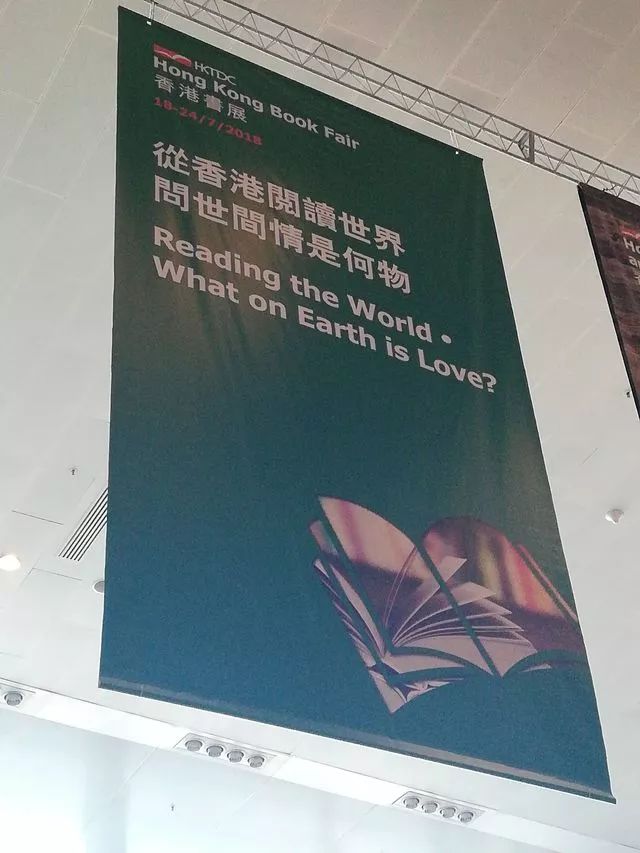 HKTDC
Hong Kong Book Fair
香港書展
18-24/7/2018
從香港閱讀世界
問世間情是何物
Reading the World •
What on Earth is Love?